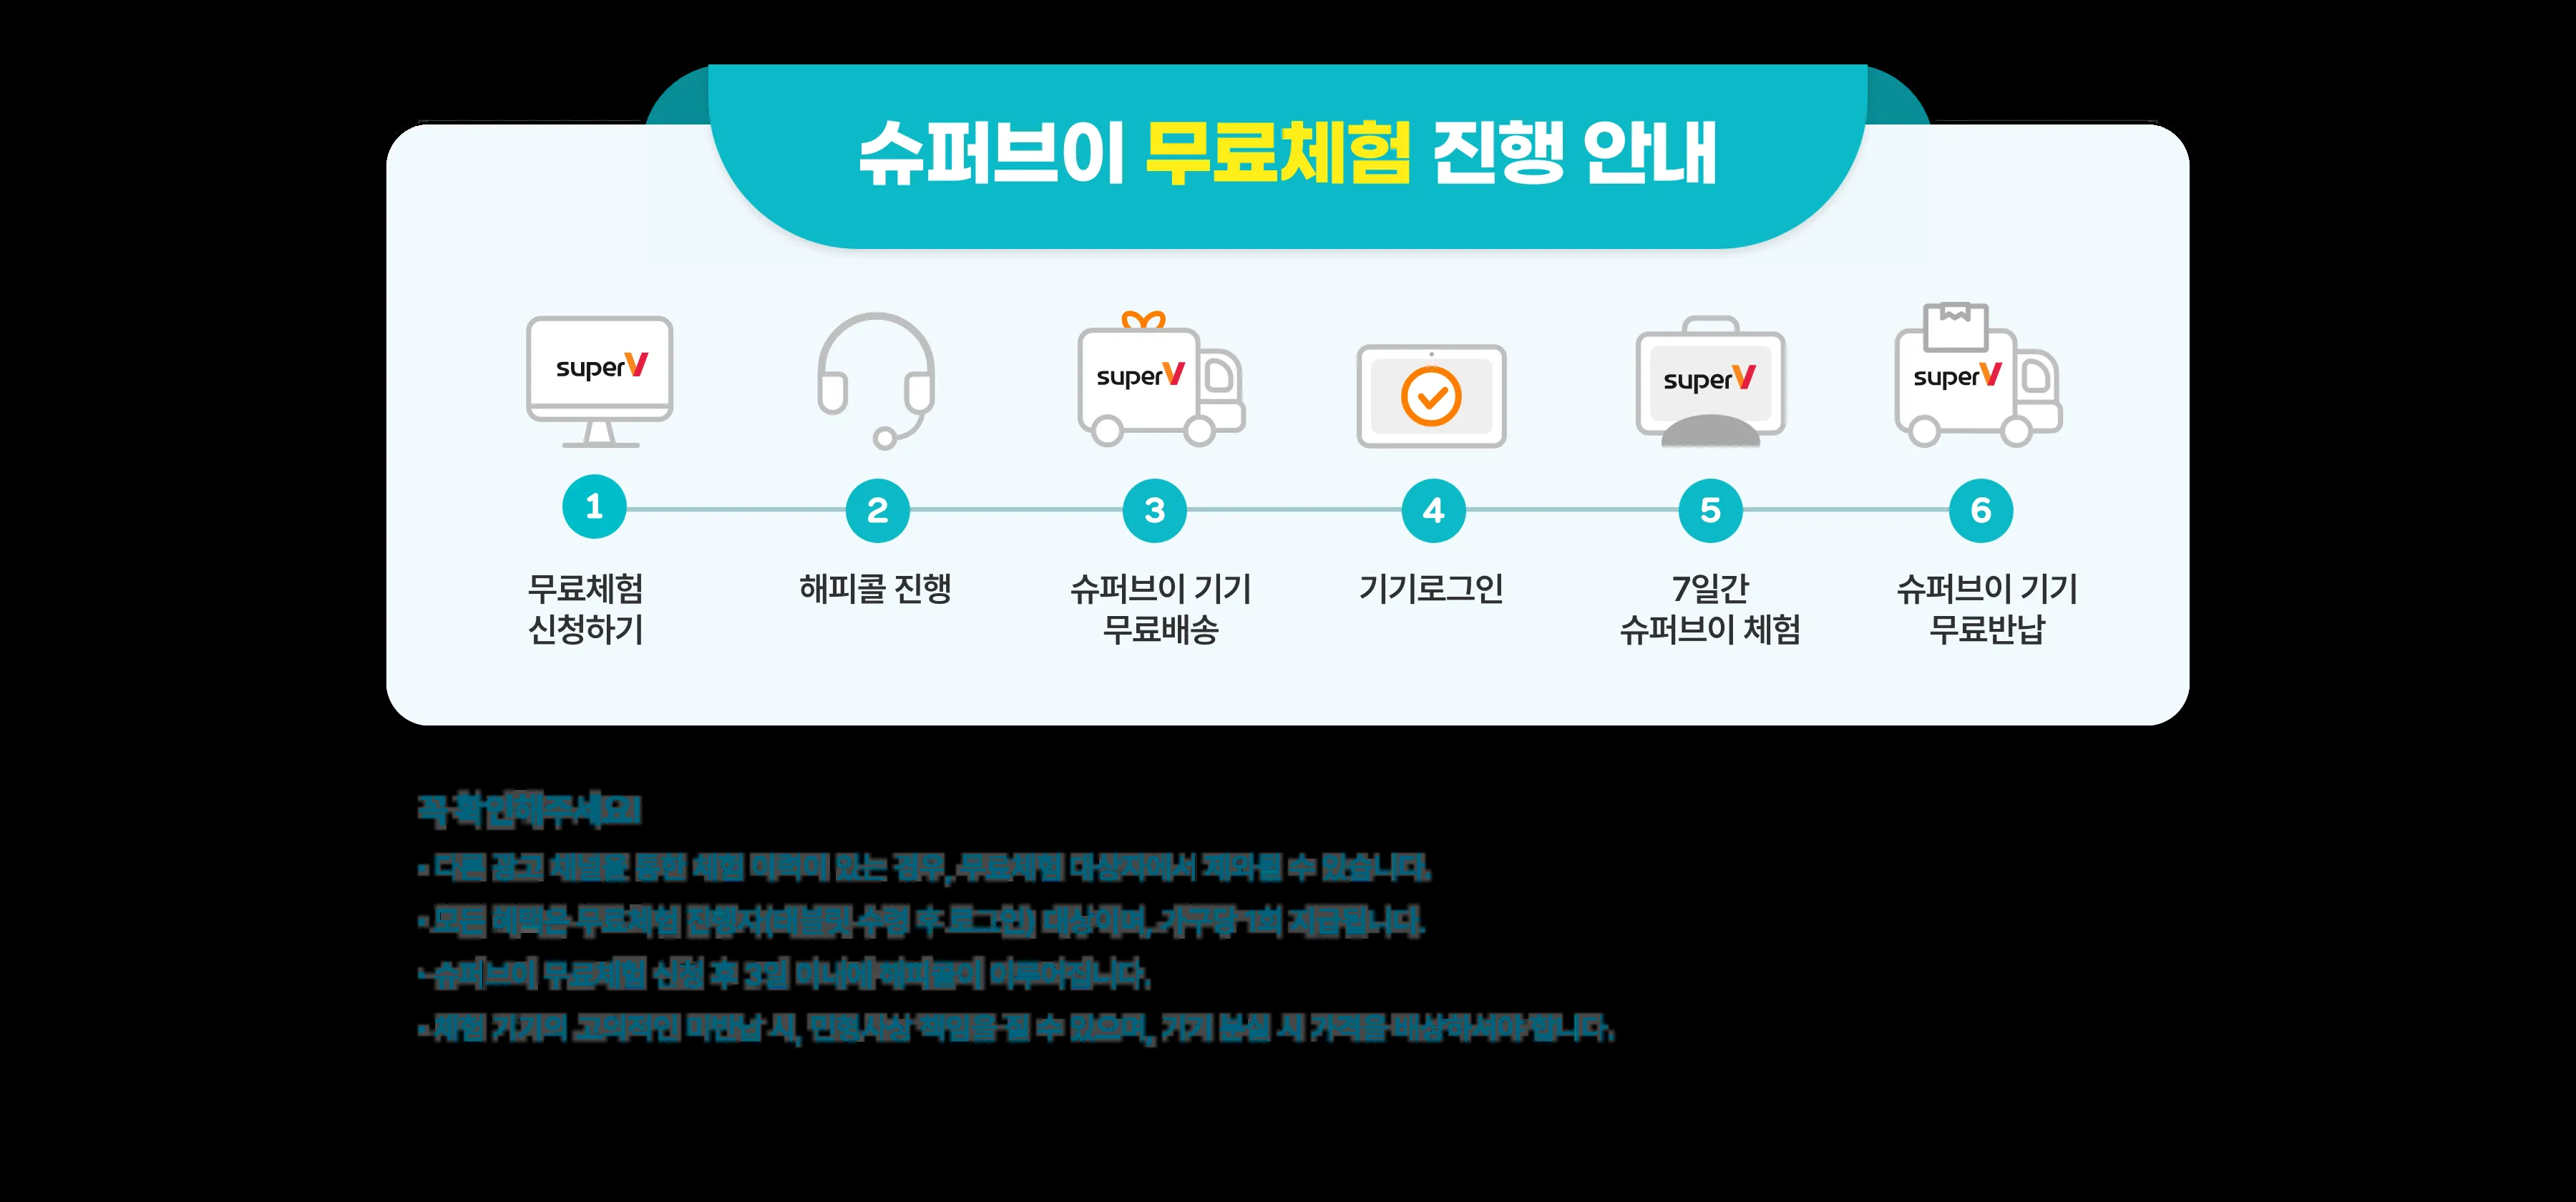 슈퍼브이 무료체험 진행 안내
superV
superV
superV
superV
1
2
3
4
5
6
무료체험
신청하기
해피콜 진행
슈퍼브이 기기
무료배송
기기로그인
7일간
슈퍼브이 체험
슈퍼브이 기기
무료반납
꼭 확인해주세요!
• 다른 광고 채널을 통한 체험 이력이 있는 경우, 무료체험 대상자에서 제외될 수 있습니다.
• 모든 혜택은 무료체험 진행자(태블릿 수령 후 로그인) 대상이며, 가구당 1회 지급됩니다.
• 슈퍼브이 무료체험 신청 후 3일 이내에 해피콜이 이루어집니다.
• 체험 기기의 고의적인 미반납 시, 민형사상 책임을 질 수 있으며, 기기 분실 시 가격을 배상하셔야 합니다.